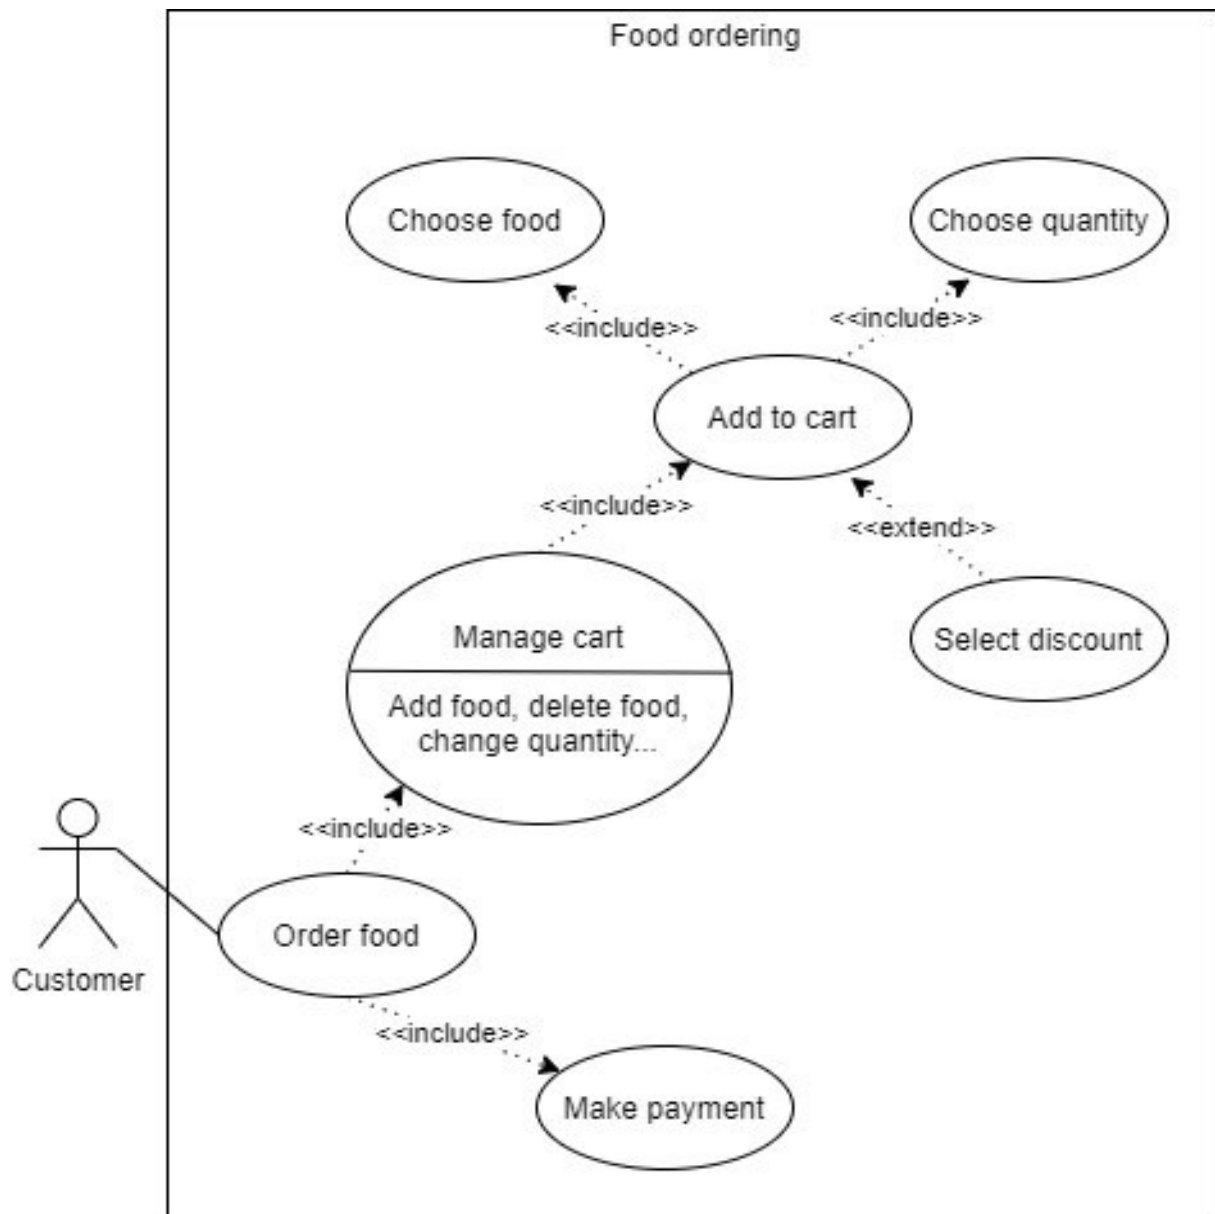 Food ordering
Choose food
Choose quantity
<<include>>
<<include>>
Add to cart
<<include>>
<<extend>>
Manage cart
Select discount
Add food, delete food,
change quantity...
<<include>>
Order food
Customer
<<include>>
Make payment